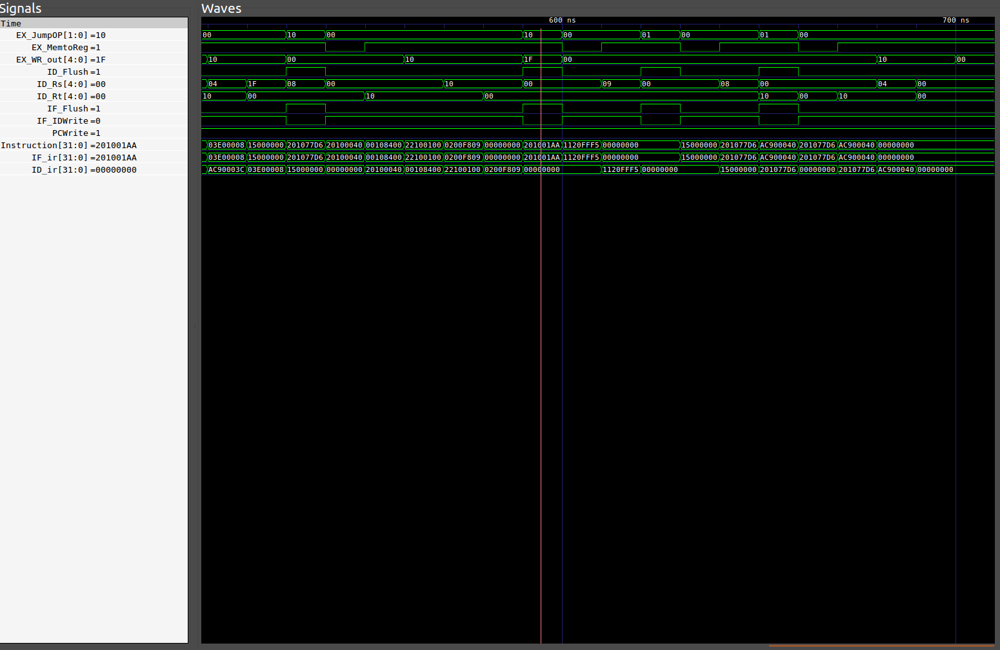 Signals Waves
Time 600 ns 700 ns
EX_JumpOP[1:0] =10 00 10 00 10 00 01 00 01 00
EX_MemtoReg =1
EX_WR_out[4:0] =1F 10 00 10 1F 00 10 00
ID_Flush =1
ID_Rs[4:0] =00 04 1F 08 00 10 00 09 00 08 00 04 00
ID_Rt[4:0] =00 10 00 10 00 10 00 10 00
IF_Flush =1
IF_IDWrite =0
PCWrite =1
Instruction[31:0] =201001AA 03E00008 15000000 201077D6 20100040 00108400 22100100 0200F809 00000000 201001AA 1120FFF5 00000000 15000000 201077D6 AC900040 201077D6 AC900040 00000000
IF_ir[31:0] =201001AA 03E00008 15000000 201077D6 20100040 00108400 22100100 0200F809 00000000 201001AA 1120FFF5 00000000 15000000 201077D6 AC900040 201077D6 AC900040 00000000
ID_ir[31:0] =00000000 AC90003C 03E00008 15000000 00000000 20100040 00108400 22100100 0200F809 00000000 1120FFF5 00000000 15000000 201077D6 00000000 201077D6 AC900040 00000000